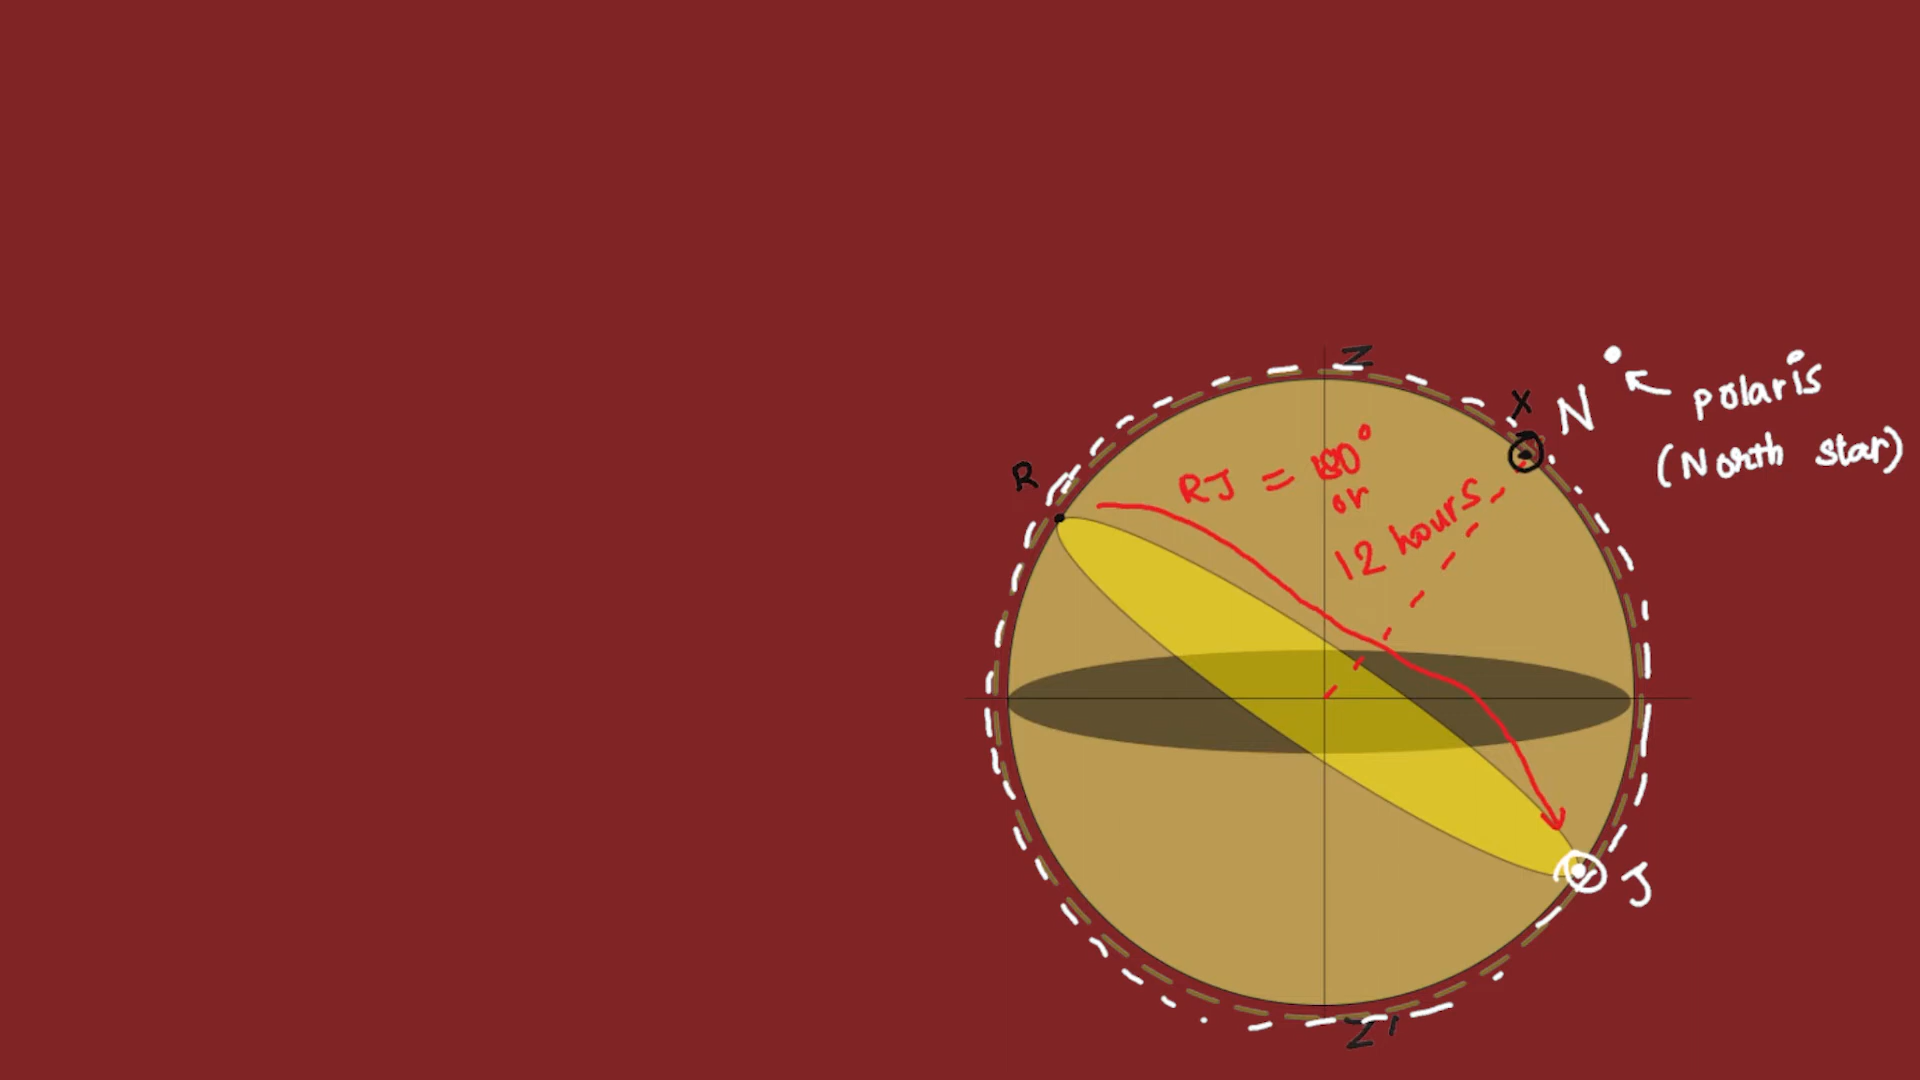 Z
X
N
polaris
(North star)
R
RJ = 180°
or
12 hours
J
Z'